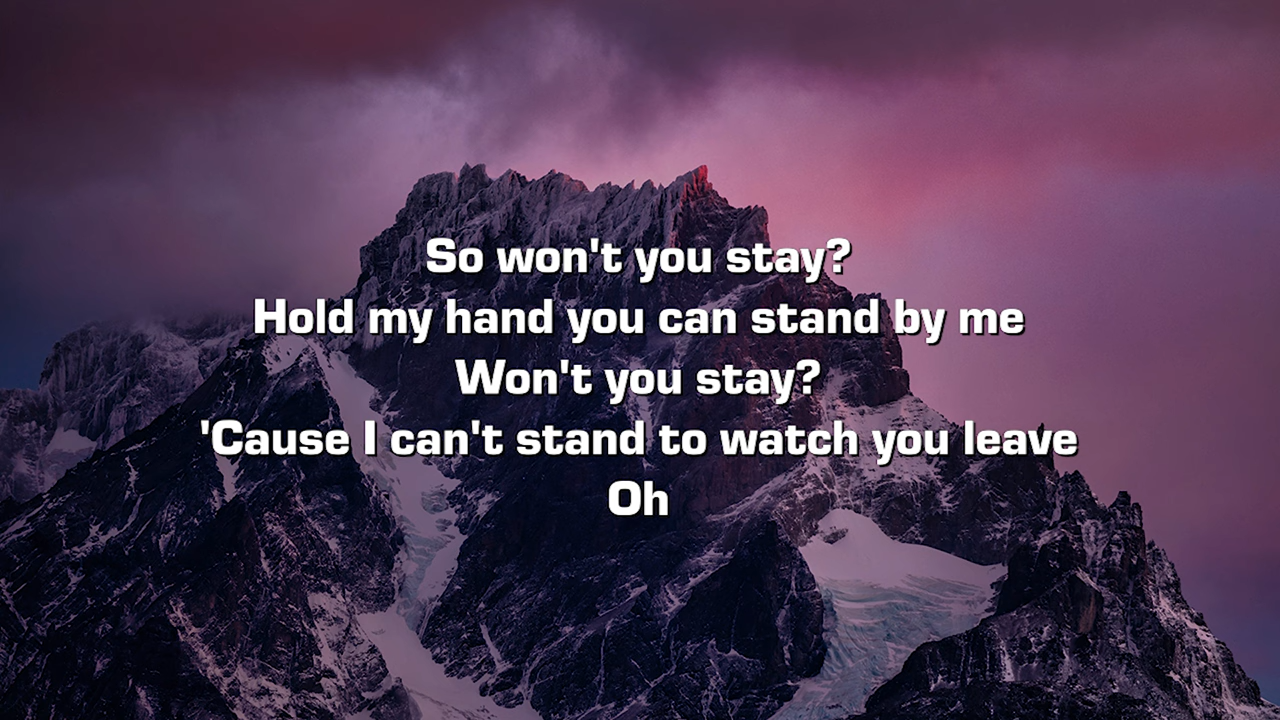 So won't you stay?
Hold my hand you can stand by me
Won't you stay?
'Cause I can't stand to watch you leave
Oh